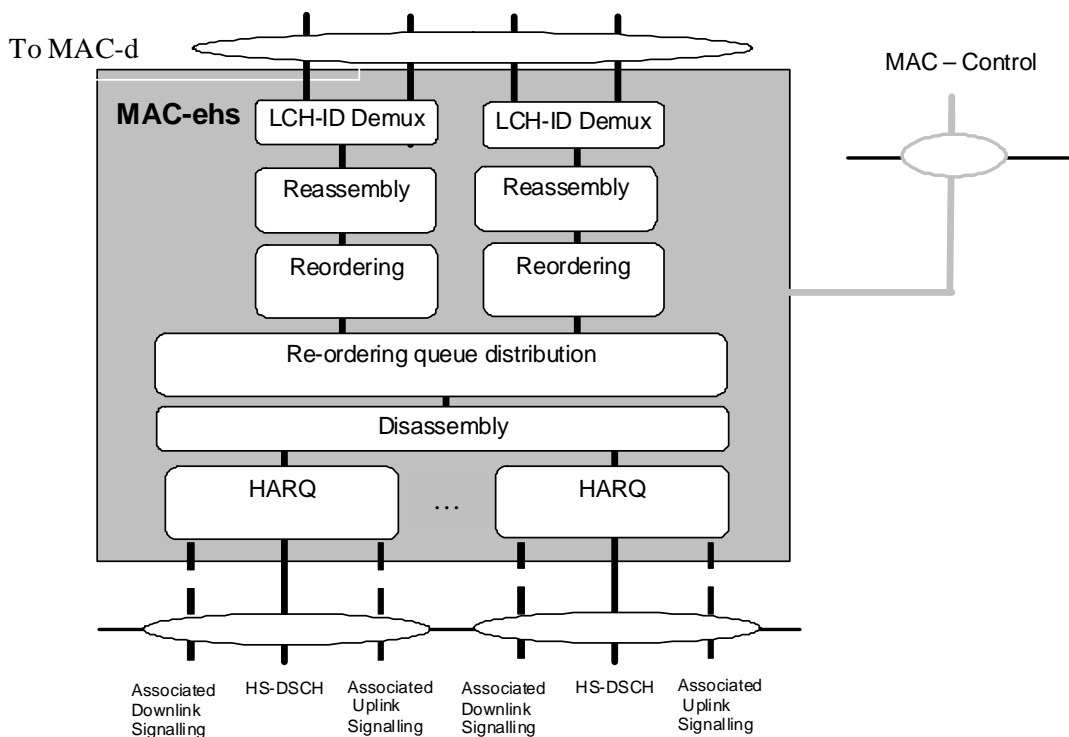 To MAC-d
MAC – Control
MAC-ehs
LCH-ID Demux
LCH-ID Demux
Reassembly
Reassembly
Reordering
Reordering
Re-ordering queue distribution
Disassembly
HARQ
...
HARQ
Associated
Downlink
Signalling
HS-DSCH
Associated
Uplink
Signalling
Associated
Downlink
Signalling
HS-DSCH
Associated
Uplink
Signalling